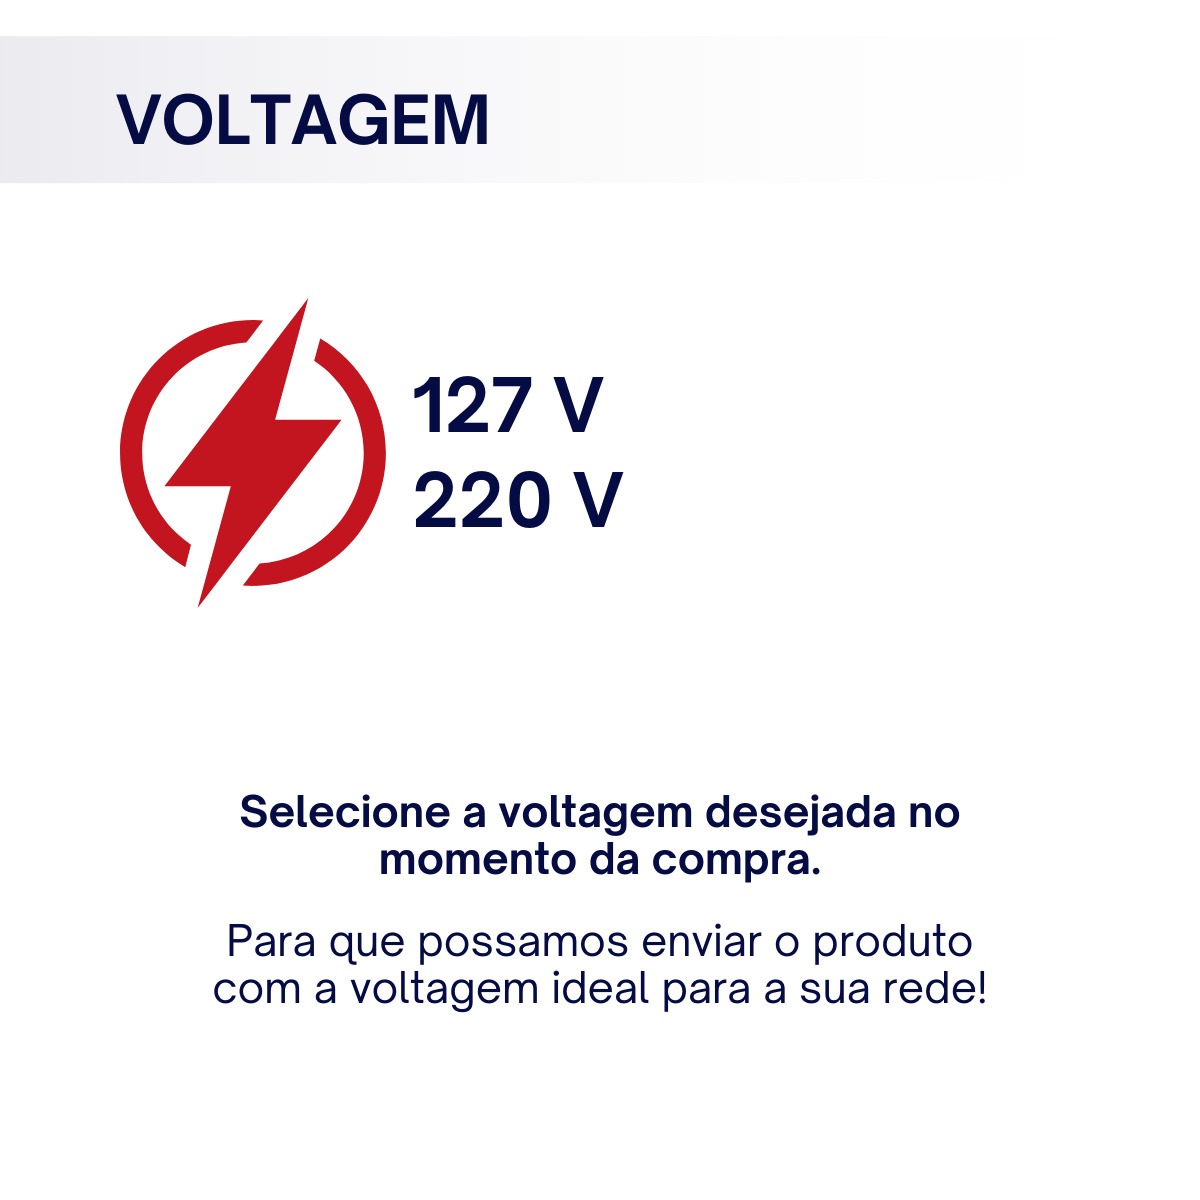 VOLTAGEM
127 V
220 V
Selecione a voltagem desejada no
momento da compra.
Para que possamos enviar o produto
com a voltagem ideal para a sua rede!